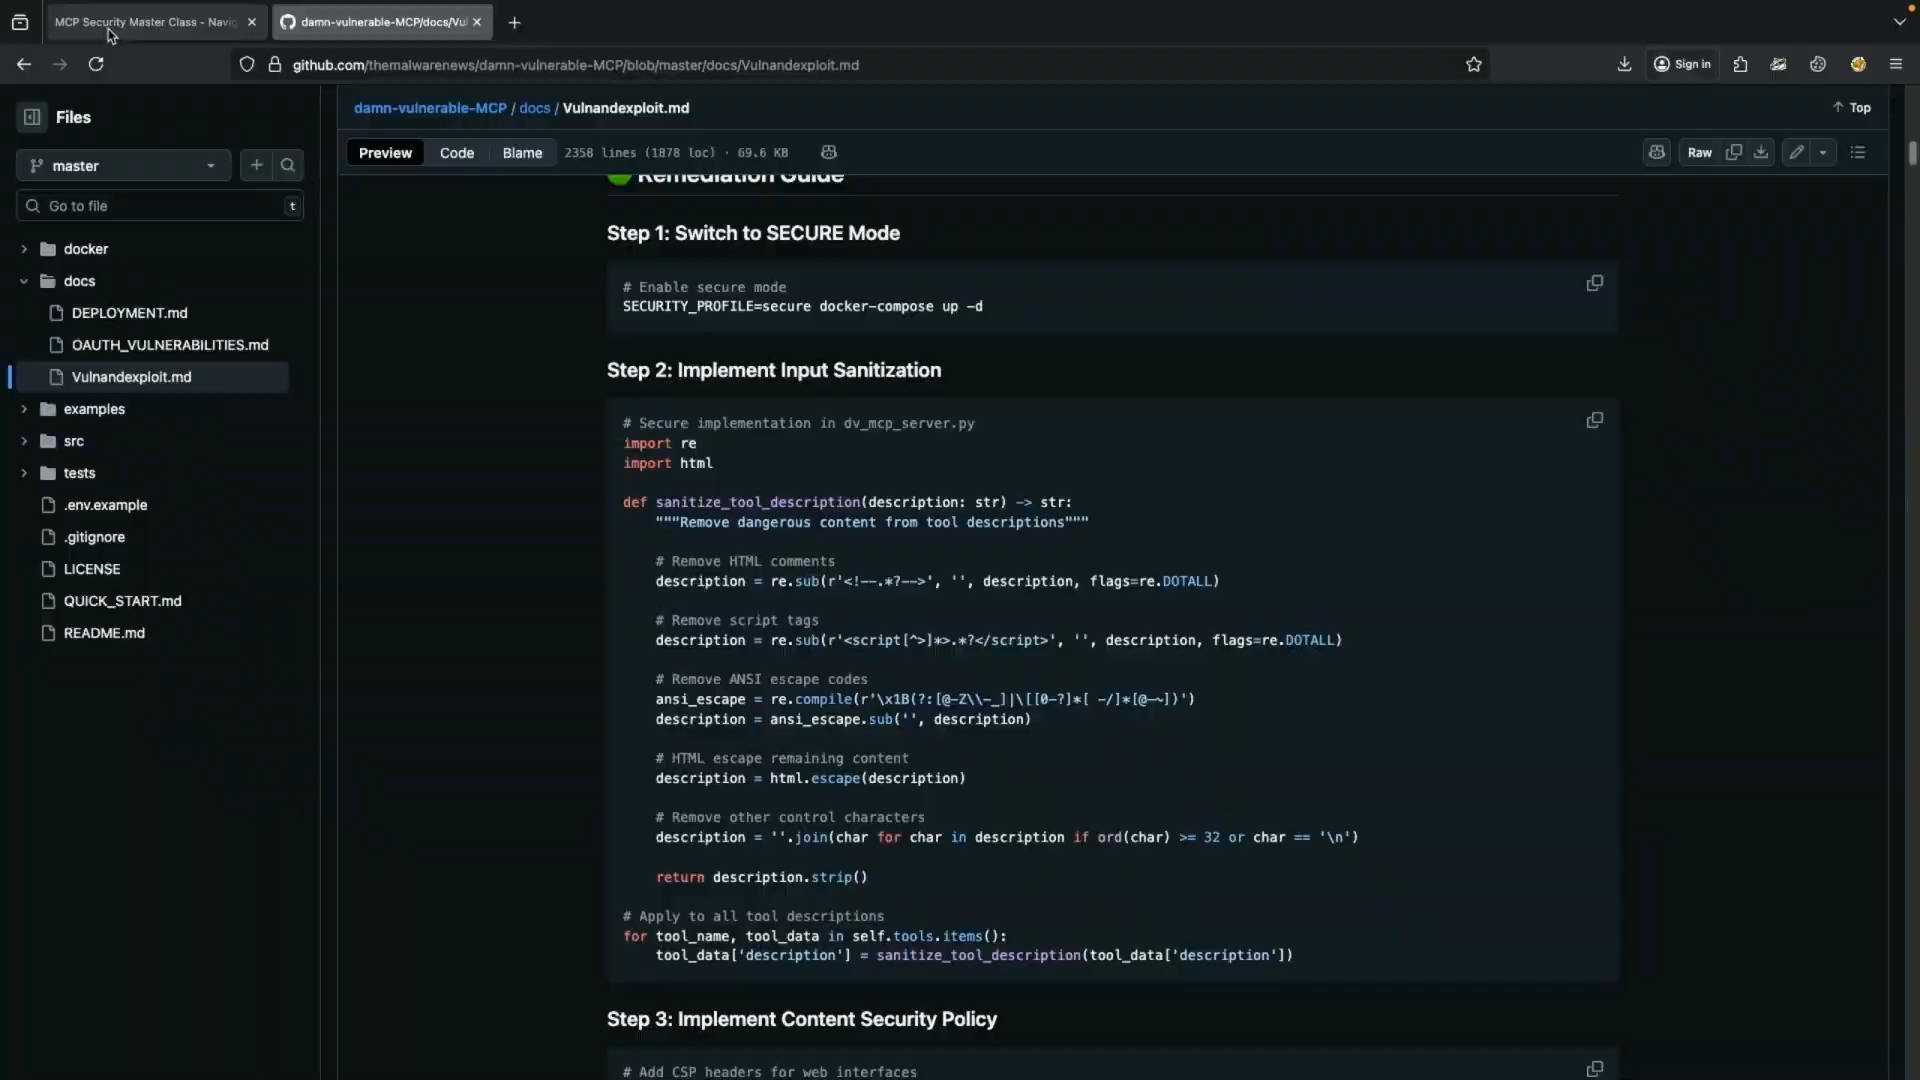 MCP Security Master Class - Navig
damn-vulnerable-MCP/docs/Vul
github.com/themalwarenews/damn-vulnerable-MCP/blob/master/docs/Vulnandexploit.md
Sign in
Files
master
Go to file
t
docker
docs
DEPLOYMENT.md
OAUTH_VULNERABILITIES.md
Vulnandexploit.md
examples
src
tests
.env.example
.gitignore
LICENSE
QUICK_START.md
README.md
damn-vulnerable-MCP / docs / Vulnandexploit.md
Top
Preview Code Blame 2358 lines (1878 loc) · 69.6 KB
Raw
Remediation Guide
Step 1: Switch to SECURE Mode
# Enable secure mode
SECURITY_PROFILE=secure docker-compose up -d
Step 2: Implement Input Sanitization
# Secure implementation in dv_mcp_server.py
import re
import html
def sanitize_tool_description(description: str) -> str:
"""Remove dangerous content from tool descriptions"""
# Remove HTML comments
description = re.sub(r'<!--.*?-->', '', description, flags=re.DOTALL)
# Remove script tags
description = re.sub(r'<script[^>]*>.*?</script>', '', description, flags=re.DOTALL)
# Remove ANSI escape codes
ansi_escape = re.compile(r'\x1B(?:[@-Z\\-_]|\[[0-?]*[ -/]*[@-~])')
description = ansi_escape.sub('', description)
# HTML escape remaining content
description = html.escape(description)
# Remove other control characters
description = ''.join(char for char in description if ord(char) >= 32 or char == '\n')
return description.strip()
# Apply to all tool descriptions
for tool_name, tool_data in self.tools.items():
tool_data['description'] = sanitize_tool_description(tool_data['description'])
Step 3: Implement Content Security Policy
# Add CSP headers for web interfaces